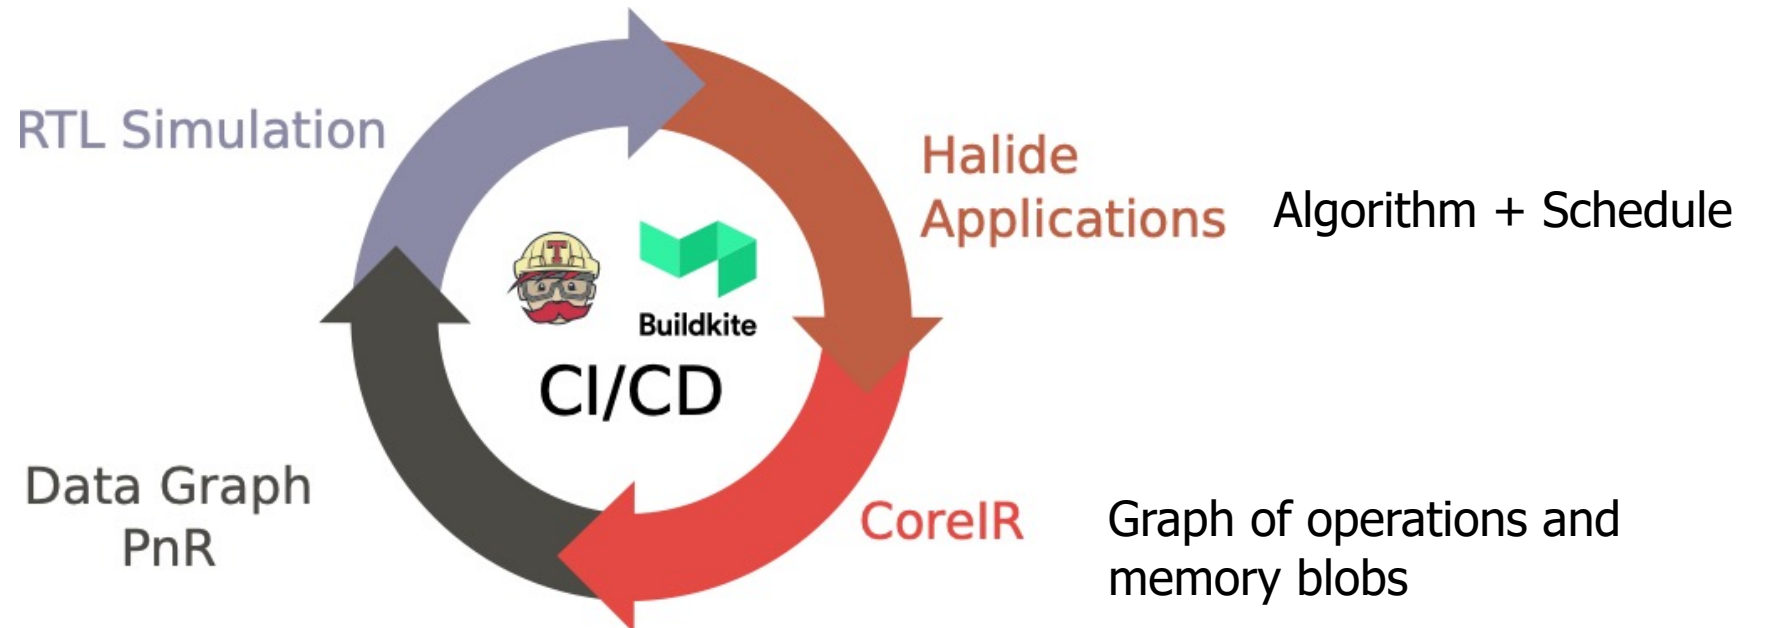 RTL Simulation
Halide
Applications
Algorithm + Schedule
T
Buildkite
CI/CD
Data Graph
PnR
CoreIR
Graph of operations and
memory blobs